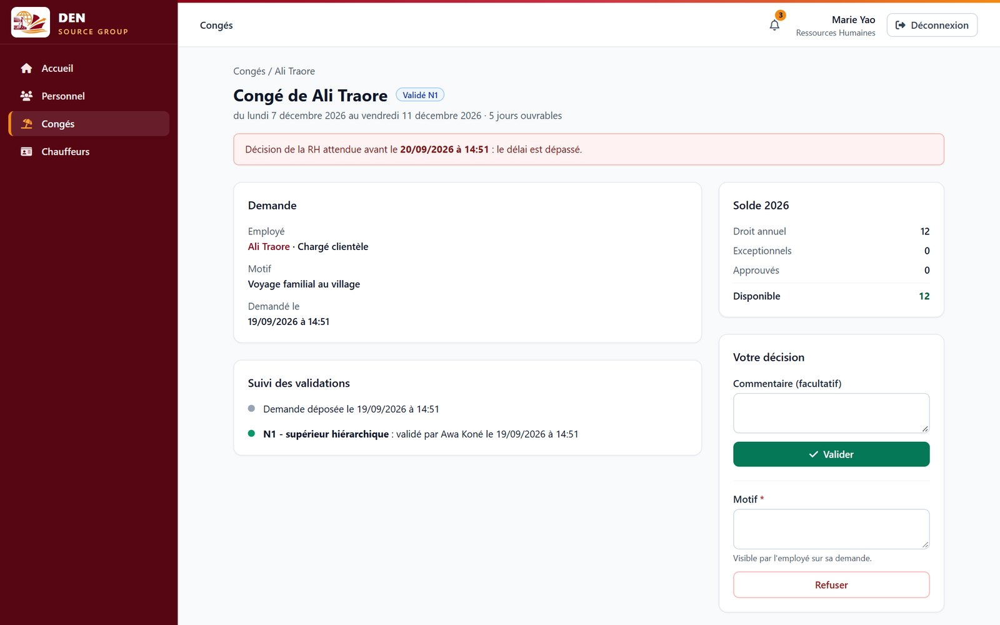 DEN
SOURCE GROUP
Accueil
Personnel
Congés
Chauffeurs
Congés
3
Marie Yao
Ressources Humaines
Déconnexion
Congés / Ali Traore
Congé de Ali Traore
Validé N1
du lundi 7 décembre 2026 au vendredi 11 décembre 2026 · 5 jours ouvrables
Décision de la RH attendue avant le 20/09/2026 à 14:51 : le délai est dépassé.
Demande
Employé
Ali Traore · Chargé clientèle
Motif
Voyage familial au village
Demandé le
19/09/2026 à 14:51
Suivi des validations
Demande déposée le 19/09/2026 à 14:51
N1 - supérieur hiérarchique : validé par Awa Koné le 19/09/2026 à 14:51
Solde 2026
Droit annuel 12
Exceptionnels 0
Approuvés 0
Disponible 12
Votre décision
Commentaire (facultatif)
Valider
Motif *
Visible par l'employé sur sa demande.
Refuser